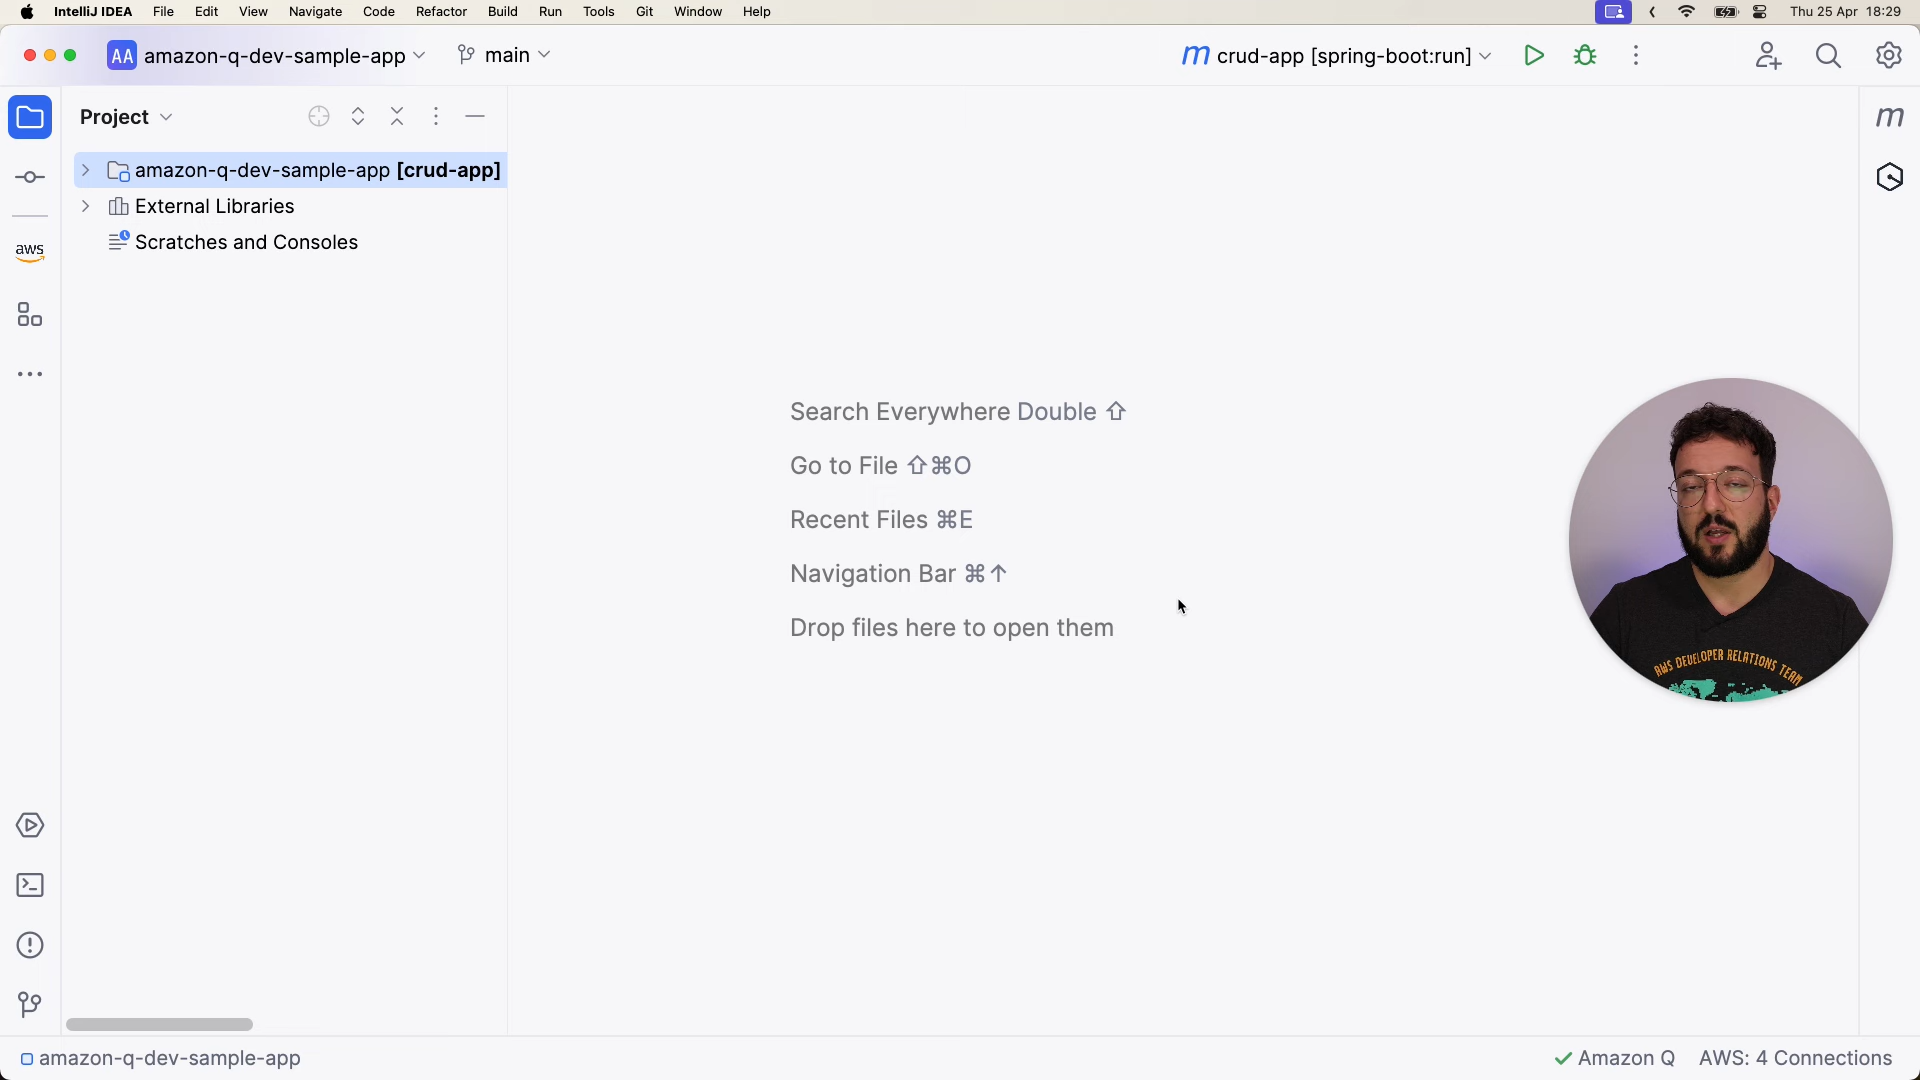 IntelliJ IDEA File Edit View Navigate Code Refactor Build Run Tools Git Window Help Thu 25 Apr 18:29
AA amazon-q-dev-sample-app main m crud-app [spring-boot:run]
Project
m
amazon-q-dev-sample-app [crud-app]
External Libraries
aws
Scratches and Consoles
Search Everywhere Double ⇧
Go to File ⇧⌘O
Recent Files ⌘E
Navigation Bar ⌘↑
Drop files here to open them
AWS DEVELOPER RELATIONS TEAM
amazon-q-dev-sample-app Amazon Q AWS: 4 Connections